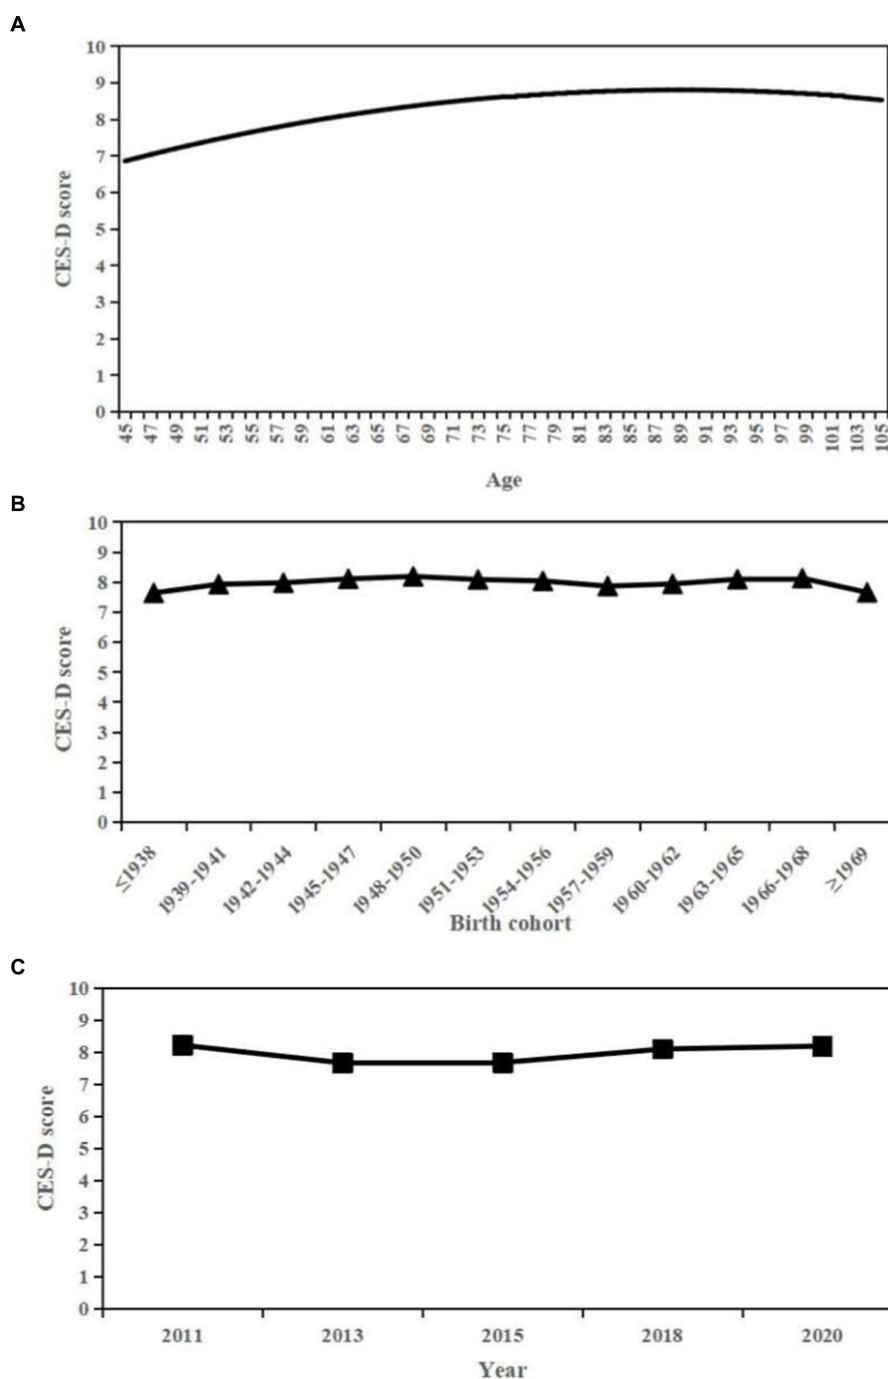 A
10
9
8
7
6
5
4
3
2
1
0
CES-D score
45 47 49 51 53 55 57 59 61 63 65 67 69 71 73 75 77 79 81 83 85 87 89 91 93 95 97 99 101 103 105
Age
B
10
9
8
7
6
5
4
3
2
1
0
CES-D score
≤1938 1939-1941 1942-1944 1945-1947 1948-1950 1951-1953 1954-1956 1957-1959 1960-1962 1963-1965 1966-1968 ≥1969
Birth cohort
C
10
9
8
7
6
5
4
3
2
1
0
CES-D score
2011 2013 2015 2018 2020
Year